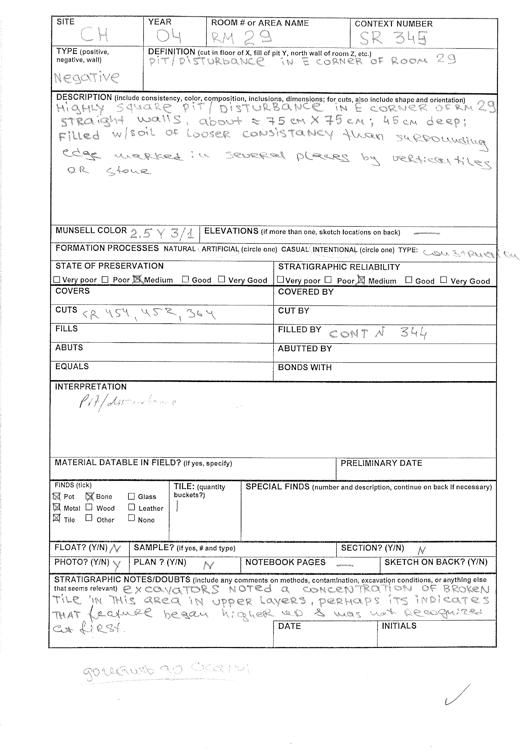 SITE YEAR ROOM # or AREA NAME CONTEXT NUMBER
CH 04 RM 29 SR 345
TYPE (positive, negative, wall) DEFINITION (cut in floor of X, fill of pit Y, north wall of room Z, etc.)
Negative PIT/DISTURBANCE IN E CORNER OF ROOM 29
DESCRIPTION (include consistency, color, composition, inclusions, dimensions; for cuts, also include shape and orientation)
HIGHLY SQUARE PIT/DISTURBANCE IN E CORNER OF RM 29
STRAIGHT WALLS, about ≈ 75 cm X 75 cm; 45 cm deep;
Filled w/soil of looser consistancy than surrounding
edge marked in several places by vertical tiles
OR stone
MUNSELL COLOR 2.5 Y 3/1 ELEVATIONS (if more than one, sketch locations on back) —
FORMATION PROCESSES NATURAL - ARTIFICIAL (circle one) CASUAL INTENTIONAL (circle one) TYPE: construction
STATE OF PRESERVATION STRATIGRAPHIC RELIABILITY
☐ Very poor ☐ Poor ☒ Medium ☐ Good ☐ Very Good ☐ Very poor ☐ Poor ☒ Medium ☐ Good ☐ Very Good
COVERS COVERED BY
CUTS SR 454, 452, 364 CUT BY
FILLS FILLED BY CONT N 344
ABUTS ABUTTED BY
EQUALS BONDS WITH
INTERPRETATION
Pit/disturbance
MATERIAL DATABLE IN FIELD? (if yes, specify) PRELIMINARY DATE
FINDS (tick) TILE: (quantity buckets?) SPECIAL FINDS (number and description, continue on back if necessary)
☒ Pot ☒ Bone ☐ Glass 1
☒ Metal ☐ Wood ☐ Leather
☒ Tile ☐ Other ☐ None
FLOAT? (Y/N) N SAMPLE? (if yes, # and type) SECTION? (Y/N) N
PHOTO? (Y/N) Y PLAN ? (Y/N) N NOTEBOOK PAGES — SKETCH ON BACK? (Y/N)
STRATIGRAPHIC NOTES/DOUBTS (include any comments on methods, contamination, excavation conditions, or anything else
that seems relevant) EXCAVATORS NOTED A CONCENTRATION OF BROKEN
TILE IN THIS AREA IN UPPER LAYERS, PERHAPS ITS INDICATES
THAT feature began higher up & was not recognized
at first.
DATE INITIALS